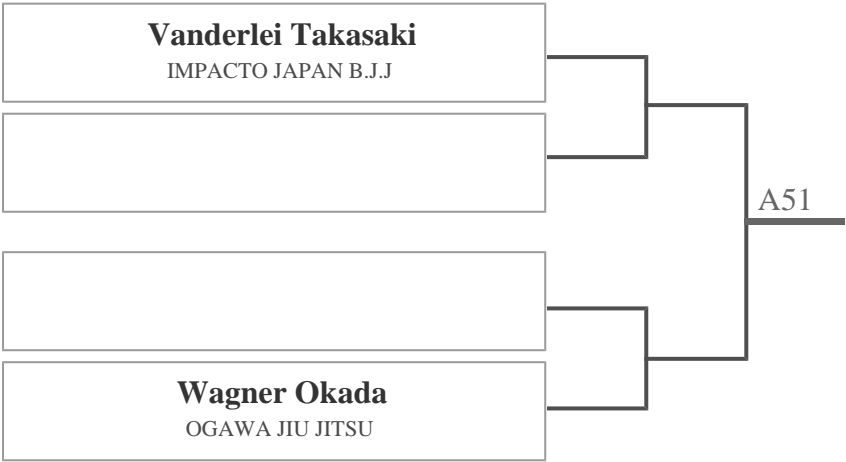 Vanderlei Takasaki
IMPACTO JAPAN B.J.J
A51
Wagner Okada
OGAWA JIU JITSU